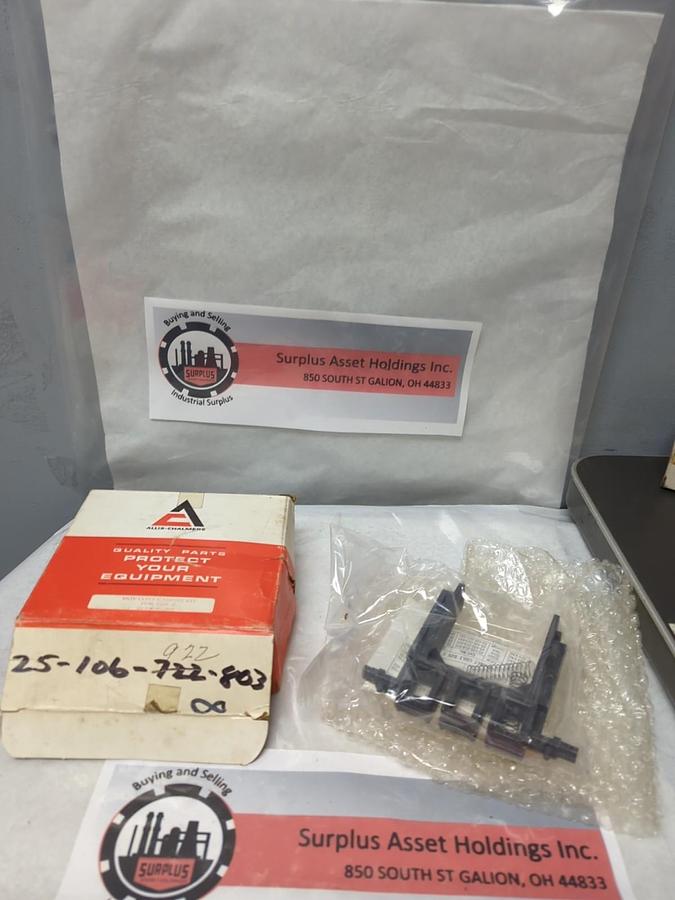 Buying and Selling
SURPLUS
Industrial Surplus
Surplus Asset Holdings Inc.
850 SOUTH ST GALION, OH 44833
ALLIS-CHALMERS
QUALITY PARTS
PROTECT
YOUR
EQUIPMENT
922
25-106-722-803
Buying and Selling
SURPLUS
Surplus Asset Holdings Inc.
850 SOUTH ST GALION, OH 44833